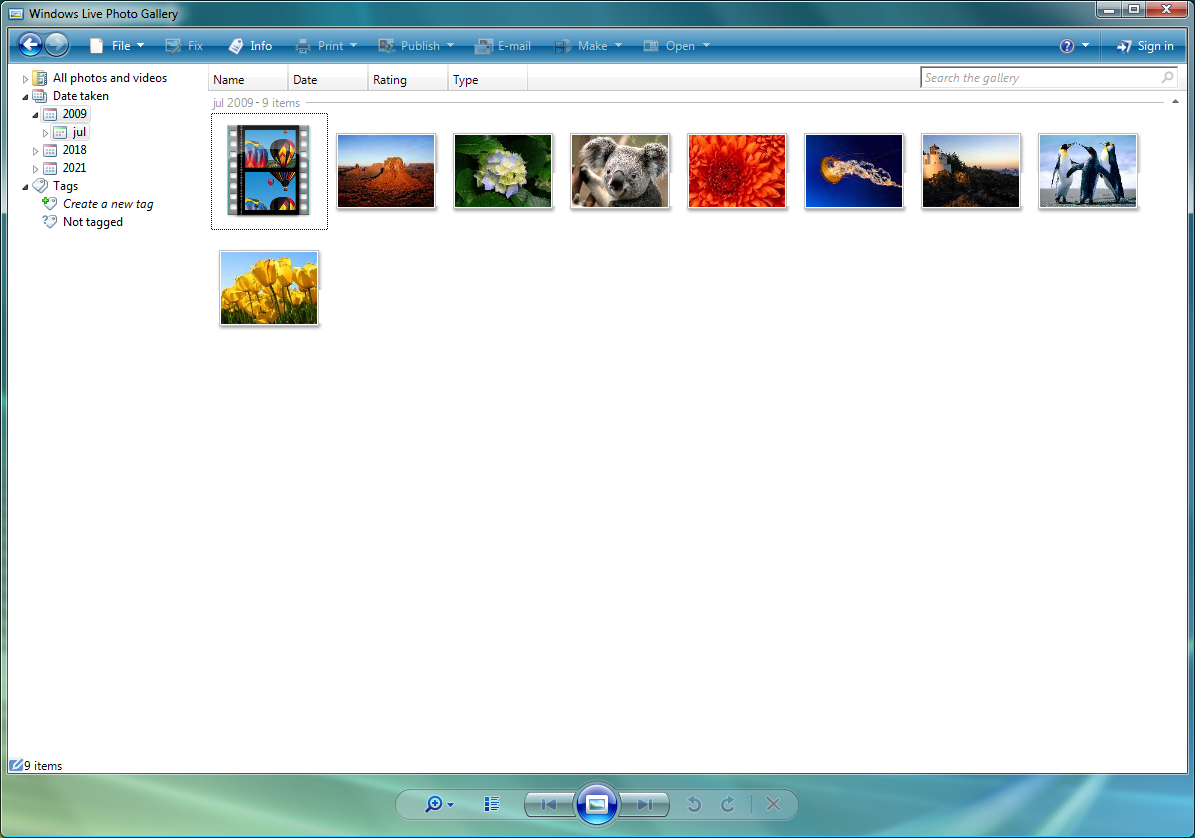 Windows Live Photo Gallery
File Fix Info Print Publish E-mail Make Open Sign in
All photos and videos
Date taken
2009
jul
2018
2021
Tags
Create a new tag
Not tagged
Name Date Rating Type
Search the gallery
jul 2009 - 9 items
9 items